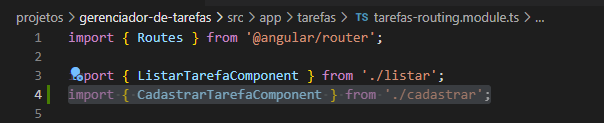 projetos > gerenciador-de-tarefas > src > app > tarefas > TS tarefas-routing.module.ts > ...
1 import { Routes } from '@angular/router';
2
3 import { ListarTarefaComponent } from './listar';
4 import { CadastrarTarefaComponent } from './cadastrar';
5